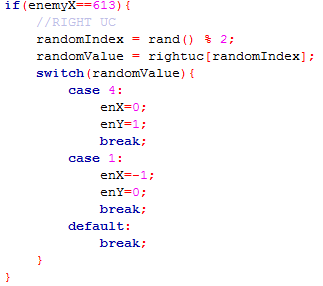 if(enemyX==613){
//RIGHT UC
randomIndex = rand() % 2;
randomValue = rightuc[randomIndex];
switch(randomValue){
case 4:
enX=0;
enY=1;
break;
case 1:
enX=-1;
enY=0;
break;
default:
break;
}
}